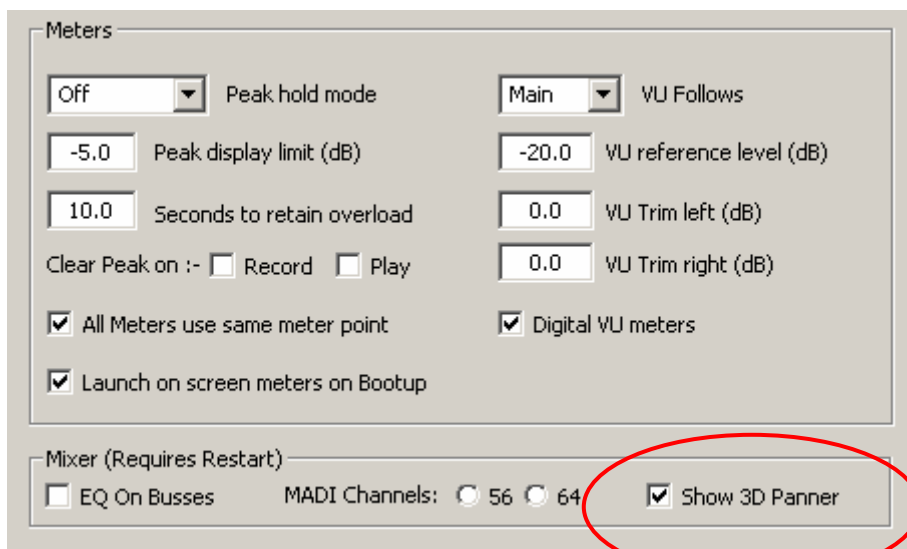 Meters
Off Peak hold mode Main VU Follows
-5.0 Peak display limit (dB) -20.0 VU reference level (dB)
10.0 Seconds to retain overload 0.0 VU Trim left (dB)
Clear Peak on :- Record Play 0.0 VU Trim right (dB)
All Meters use same meter point Digital VU meters
Launch on screen meters on Bootup
Mixer (Requires Restart)
EQ On Busses MADI Channels: 56 64 Show 3D Panner